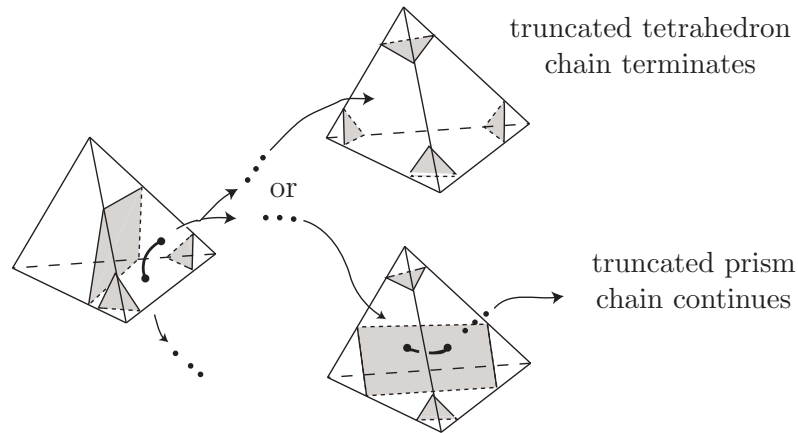 truncated tetrahedron
chain terminates
or
truncated prism
chain continues